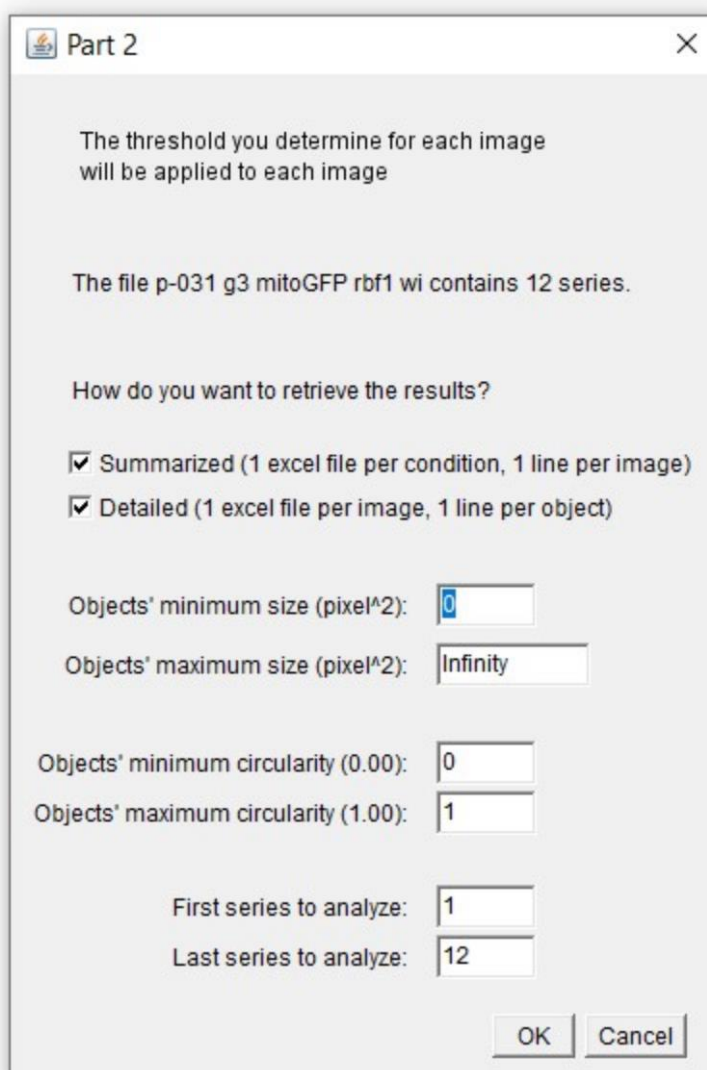 Part 2
The threshold you determine for each image
will be applied to each image
The file p-031 g3 mitoGFP rbf1 wi contains 12 series.
How do you want to retrieve the results?
Summarized (1 excel file per condition, 1 line per image)
Detailed (1 excel file per image, 1 line per object)
Objects' minimum size (pixel^2): 0
Objects' maximum size (pixel^2): Infinity
Objects' minimum circularity (0.00): 0
Objects' maximum circularity (1.00): 1
First series to analyze: 1
Last series to analyze: 12
OK Cancel